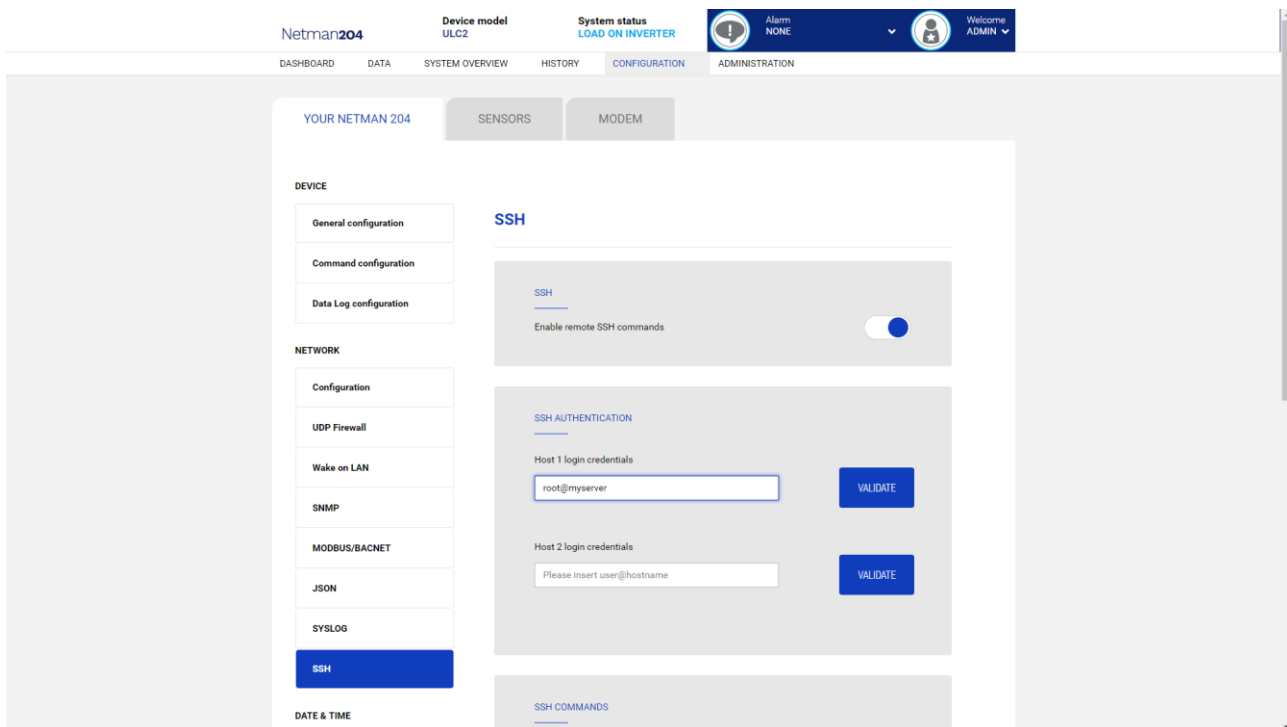 Netman204
Device model
ULC2
System status
LOAD ON INVERTER
Alarm
NONE
Welcome
ADMIN
DASHBOARD DATA SYSTEM OVERVIEW HISTORY CONFIGURATION ADMINISTRATION
YOUR NETMAN 204 SENSORS MODEM
DEVICE
General configuration
Command configuration
Data Log configuration
NETWORK
Configuration
UDP Firewall
Wake on LAN
SNMP
MODBUS/BACNET
JSON
SYSLOG
SSH
DATE & TIME
SSH
SSH
Enable remote SSH commands
SSH AUTHENTICATION
Host 1 login credentials
root@myserver
VALIDATE
Host 2 login credentials
Please insert user@hostname
VALIDATE
SSH COMMANDS